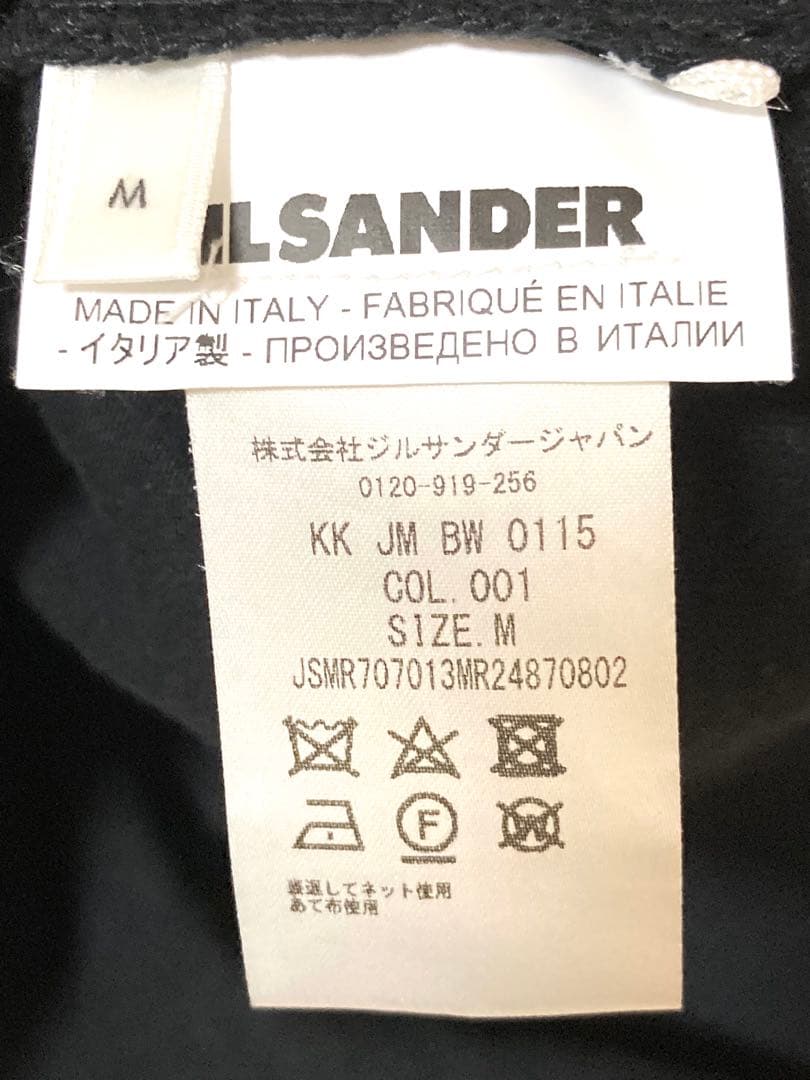 M
JIL SANDER
MADE IN ITALY - FABRIQUÉ EN ITALIE
- イタリア製 - ПРОИЗВЕДЕНО В ИТАЛИИ
株式会社ジルサンダージャパン
0120-919-256
KK JM BW 0115
COL. 001
SIZE. M
JSMR707013MR24870802
F
W
裏返してネット使用
あて布使用